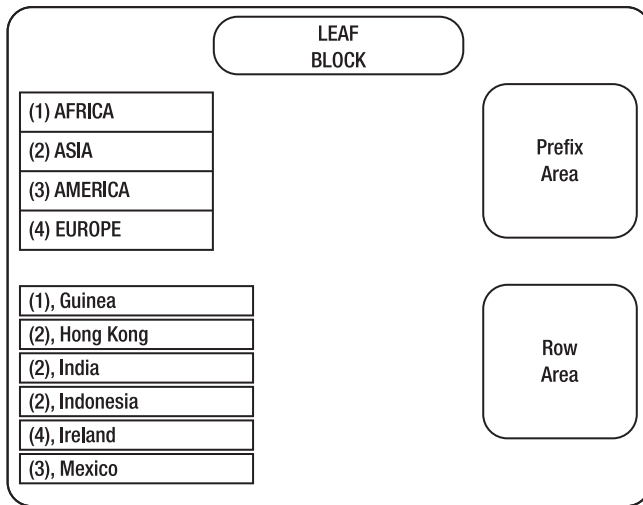 LEAF
BLOCK
(1) AFRICA
(2) ASIA
(3) AMERICA
(4) EUROPE
Prefix
Area
(1), Guinea
(2), Hong Kong
(2), India
(2), Indonesia
(4), Ireland
(3), Mexico
Row
Area